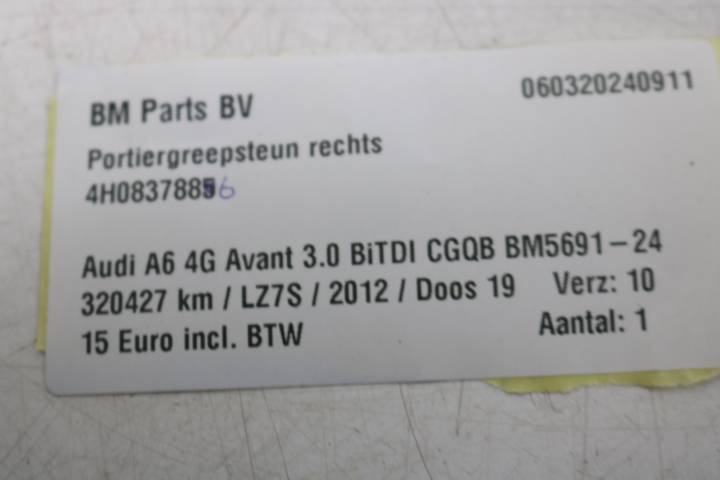 BM Parts BV 060320240911
Portiergreepsteun rechts
4H0837886
Audi A6 4G Avant 3.0 BiTDI CGQB BM5691-24
320427 km / LZ7S / 2012 / Doos 19 Verz: 10
15 Euro incl. BTW Aantal: 1